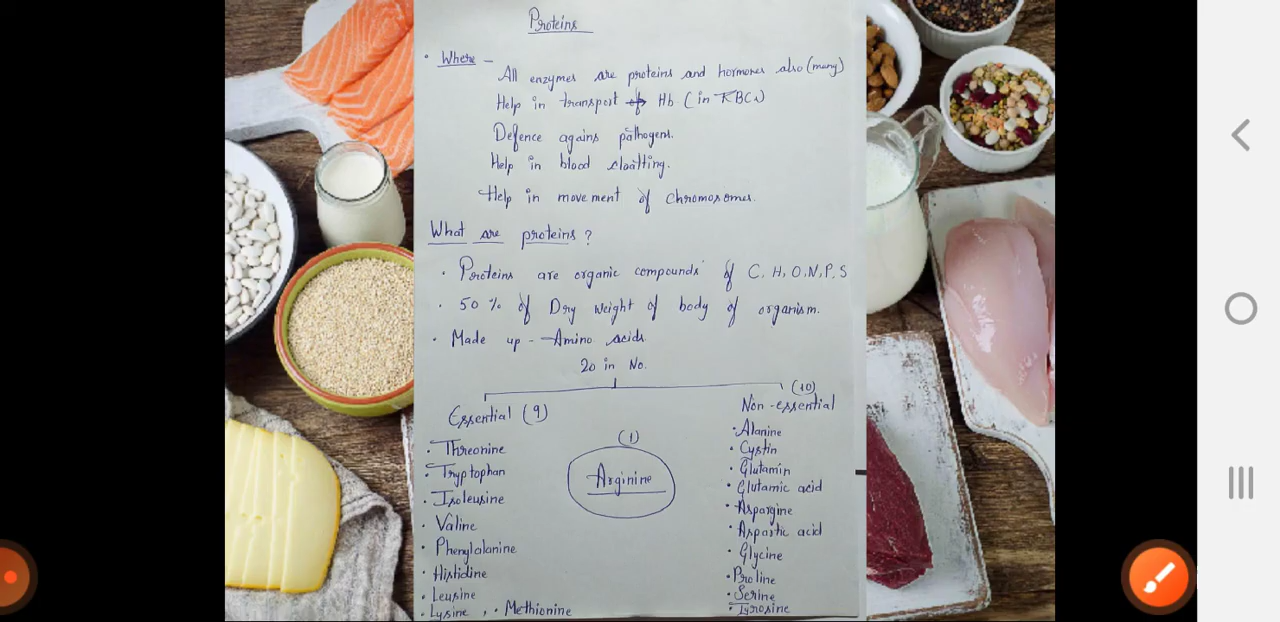 Proteins
• Where -
All enzymes are proteins and hormones also (many)
Help in transport of Hb (in RBCs)
Defence agains pathogens.
Help in blood cloatting.
Help in movement of chromosomes.
What are proteins?
• Proteins are organic compounds of C, H, O, N, P, S
• 50 % of Dry weight of body of organism.
• Made up - Amino acids
20 in No.
Essential (9)
• Threonine
• Tryptophan
• Isoleusine
• Valine
• Phenylalanine
• Histidine
• Leusine
• Lysine, • Methionine
(1)
Arginine
(10)
Non-essential
• Alanine
• Cystin
• Glutamin
• Glutamic acid
• Aspargine
• Aspartic acid
• Glycine
• Proline
• Serine
• Tyrosine